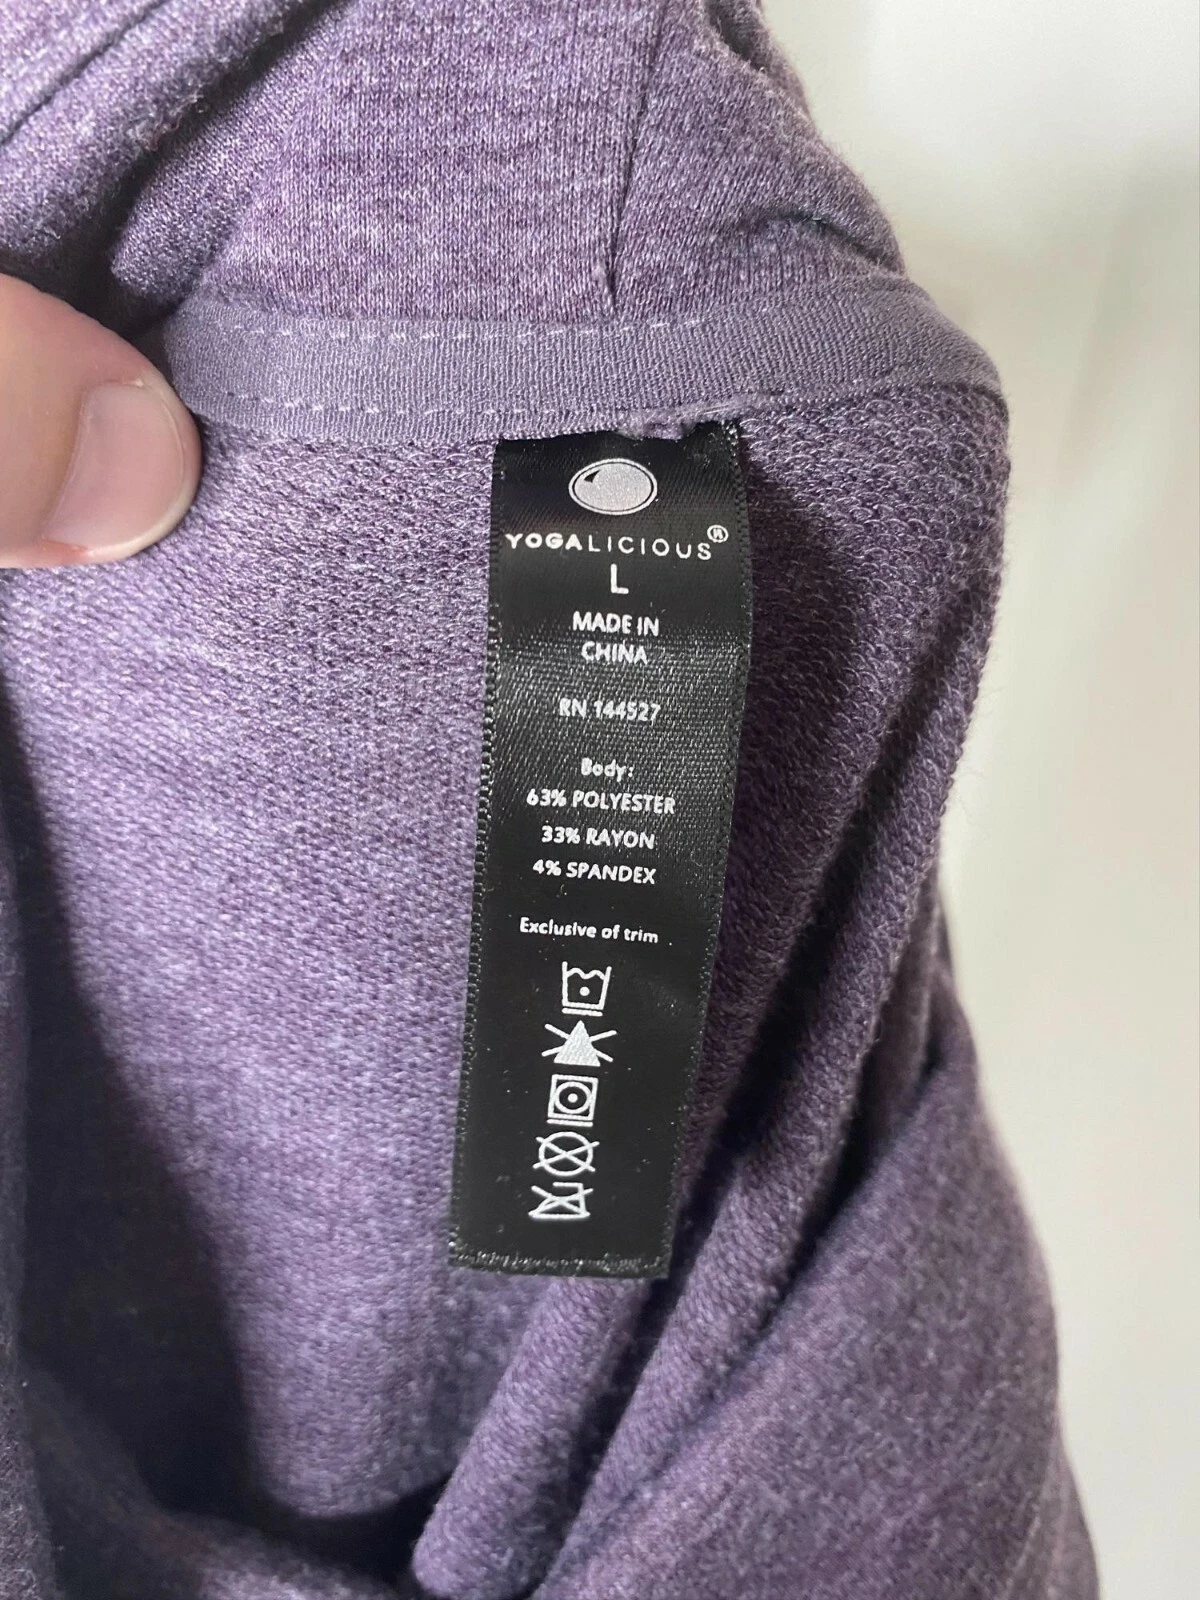 YOGALICIOUS®
L
MADE IN
CHINA
RN 144527
Body:
63% POLYESTER
33% RAYON
4% SPANDEX
Exclusive of trim